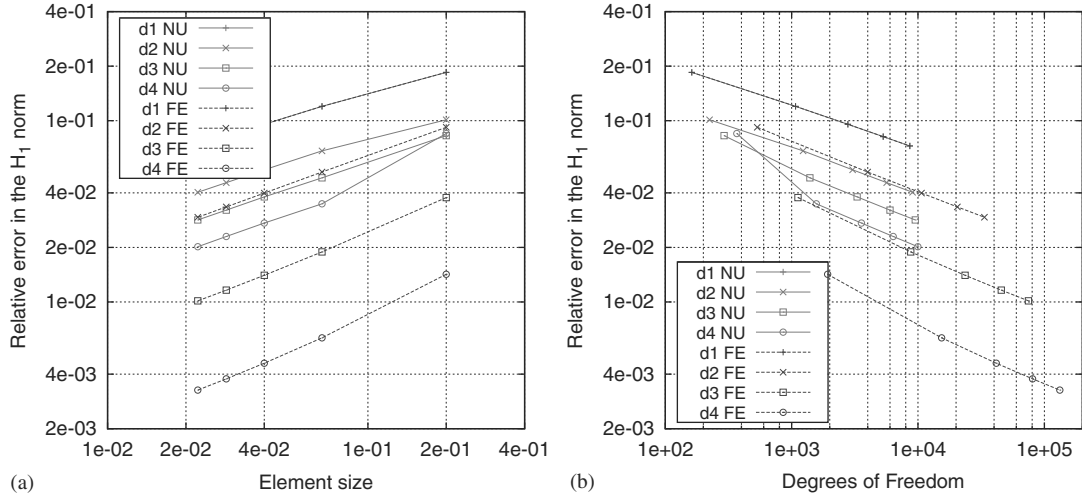 Relative error in the H1 norm
4e-01
2e-01
1e-01
4e-02
2e-02
1e-02
4e-03
2e-03
d1 NU
d2 NU
d3 NU
d4 NU
d1 FE
d2 FE
d3 FE
d4 FE
1e-02
2e-02
4e-02
1e-01
2e-01
4e-01
Element size
(a)
Relative error in the H1 norm
4e-01
2e-01
1e-01
4e-02
2e-02
1e-02
4e-03
2e-03
d1 NU
d2 NU
d3 NU
d4 NU
d1 FE
d2 FE
d3 FE
d4 FE
1e+02
1e+03
1e+04
1e+05
Degrees of Freedom
(b)